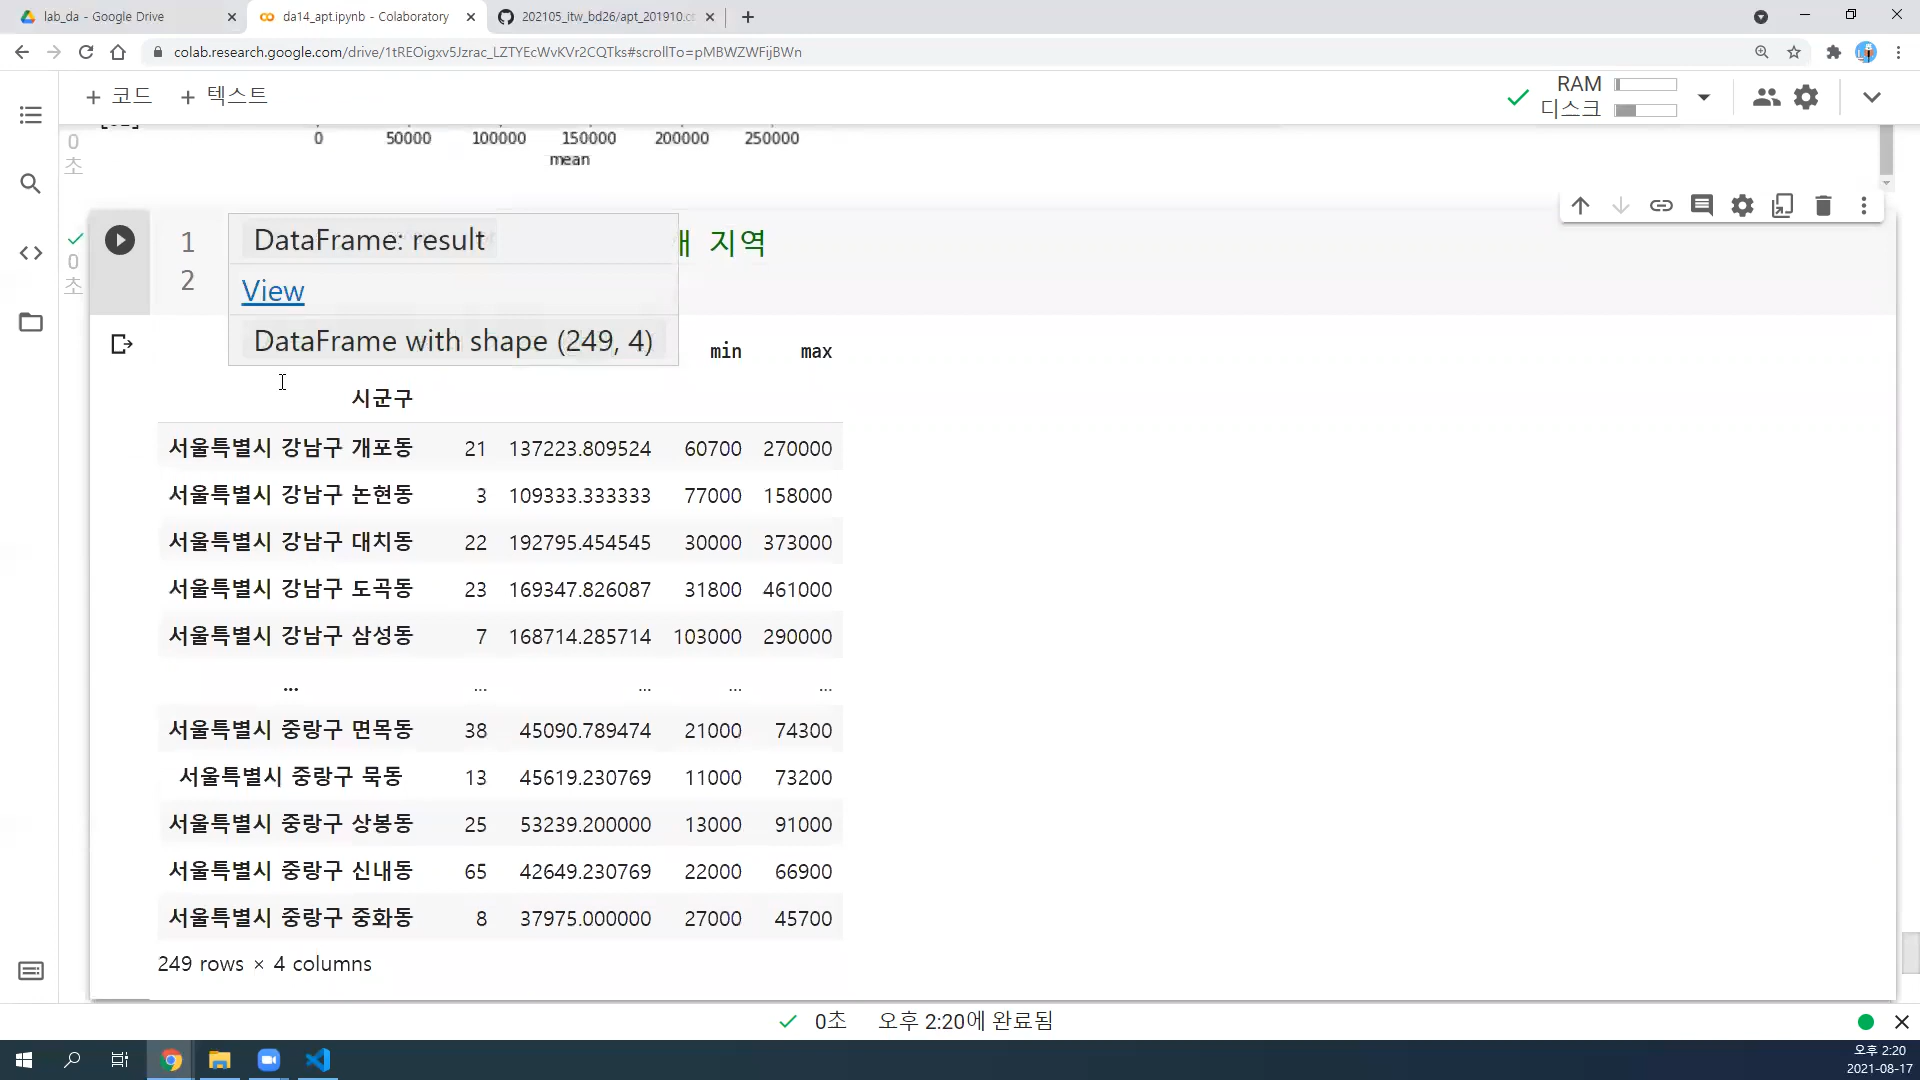 lab_da - Google Drive
da14_apt.ipynb - Colaboratory
202105_itw_bd26/apt_201910.cs
colab.research.google.com/drive/1tREOigxv5Jzrac_LZTYEcWvKVr2CQTks#scrollTo=pMBWZWFijBWn
+ 코드 + 텍스트
RAM
디스크
0
초
0 50000 100000 150000 200000 250000
mean
0
초
1
2
DataFrame: result
지역
View
DataFrame with shape (249, 4)
min max
시군구
서울특별시 강남구 개포동 21 137223.809524 60700 270000
서울특별시 강남구 논현동 3 109333.333333 77000 158000
서울특별시 강남구 대치동 22 192795.454545 30000 373000
서울특별시 강남구 도곡동 23 169347.826087 31800 461000
서울특별시 강남구 삼성동 7 168714.285714 103000 290000
... ... ... ... ...
서울특별시 중랑구 면목동 38 45090.789474 21000 74300
서울특별시 중랑구 묵동 13 45619.230769 11000 73200
서울특별시 중랑구 상봉동 25 53239.200000 13000 91000
서울특별시 중랑구 신내동 65 42649.230769 22000 66900
서울특별시 중랑구 중화동 8 37975.000000 27000 45700
249 rows × 4 columns
0초 오후 2:20에 완료됨
오후 2:20
2021-08-17